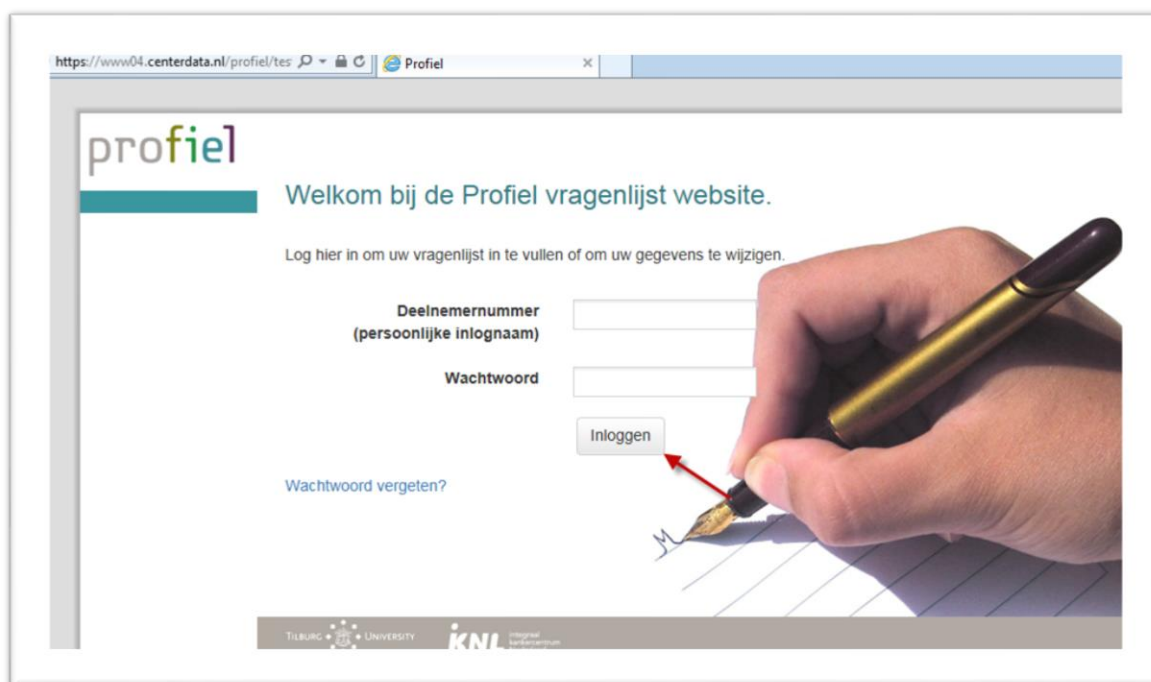 https://www04.centerdata.nl/profiel/tes
Profiel
profiel
Welkom bij de Profiel vragenlijst website.
Log hier in om uw vragenlijst in te vullen of om uw gegevens te wijzigen.
Deelnemernummer
(persoonlijke inlognaam)
Wachtwoord
Inloggen
Wachtwoord vergeten?
TILBURG UNIVERSITY
IKNL integraal
kankercentrum